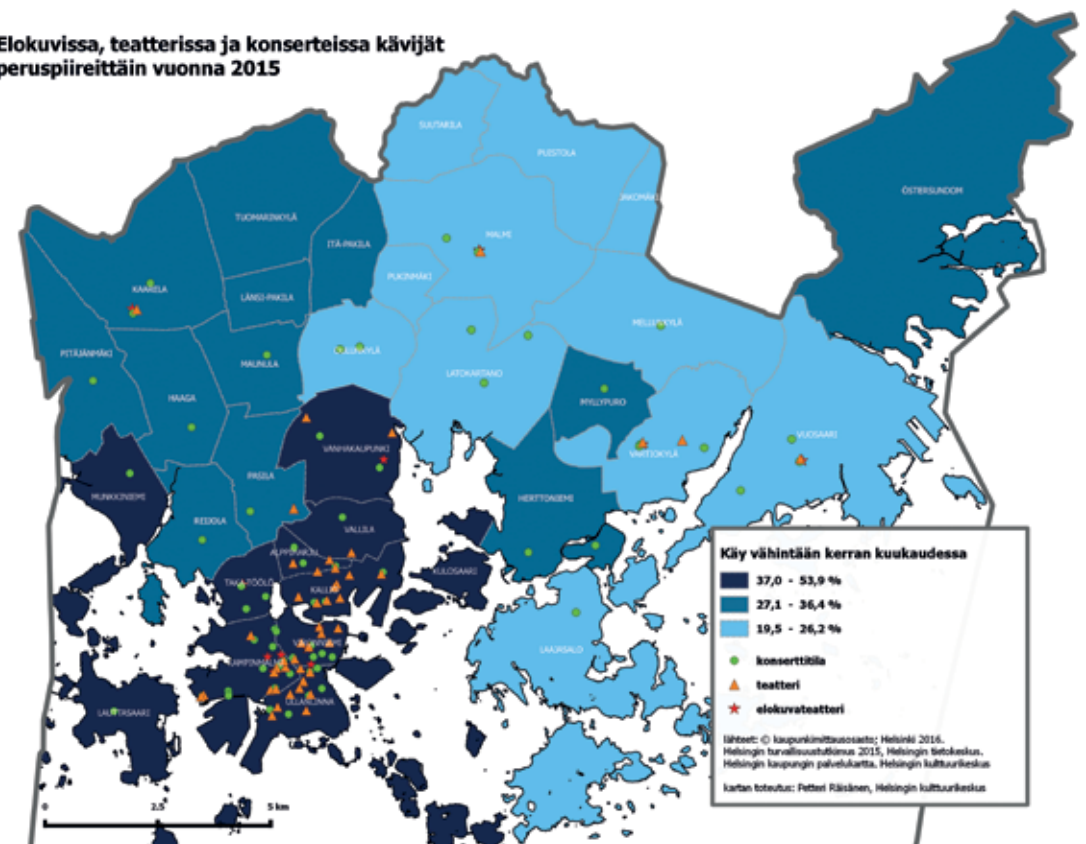 Elokuvissa, teatterissa ja konserteissa kävijät
peruspiireittäin vuonna 2015
SUUTARILA
PUISTOLA
JAKOMÄKI
ÖSTERSUNDOM
TUOMARINKYLÄ
ITÄ-PAKILA
MALMI
PUKINMÄKI
KAARELA
LÄNSI-PAKILA
MELLUNKYLÄ
PITÄJÄNMÄKI
MAUNULA
OULUNKYLÄ
LATOKARTANO
HAAGA
MYLLYPURO
VUOSAARI
VANHAKAUPUNKI
VARTIOKYLÄ
MUNKKINIEMI
PASILA
HERTTONIEMI
REIJOLA
VALLILA
ALPPIHARJU
KULOSAARI
TAKA-TÖÖLÖ
KALLIO
VIRONNIEMI
LAAJASALO
KAMPINMALMI
ULLANLINNA
LAUTTASAARI
Käy vähintään kerran kuukaudessa
37,0 - 53,9 %
27,1 - 36,4 %
19,5 - 26,2 %
konserttitila
teatteri
elokuvateatteri
lähteet: © kaupunkimittausosasto; Helsinki 2016.
Helsingin turvallisuustutkimus 2015, Helsingin tietokeskus.
Helsingin kaupungin palvelukartta. Helsingin kulttuurikeskus
kartan toteutus: Petteri Räisänen, Helsingin kulttuurikeskus
0 2.5 5 km